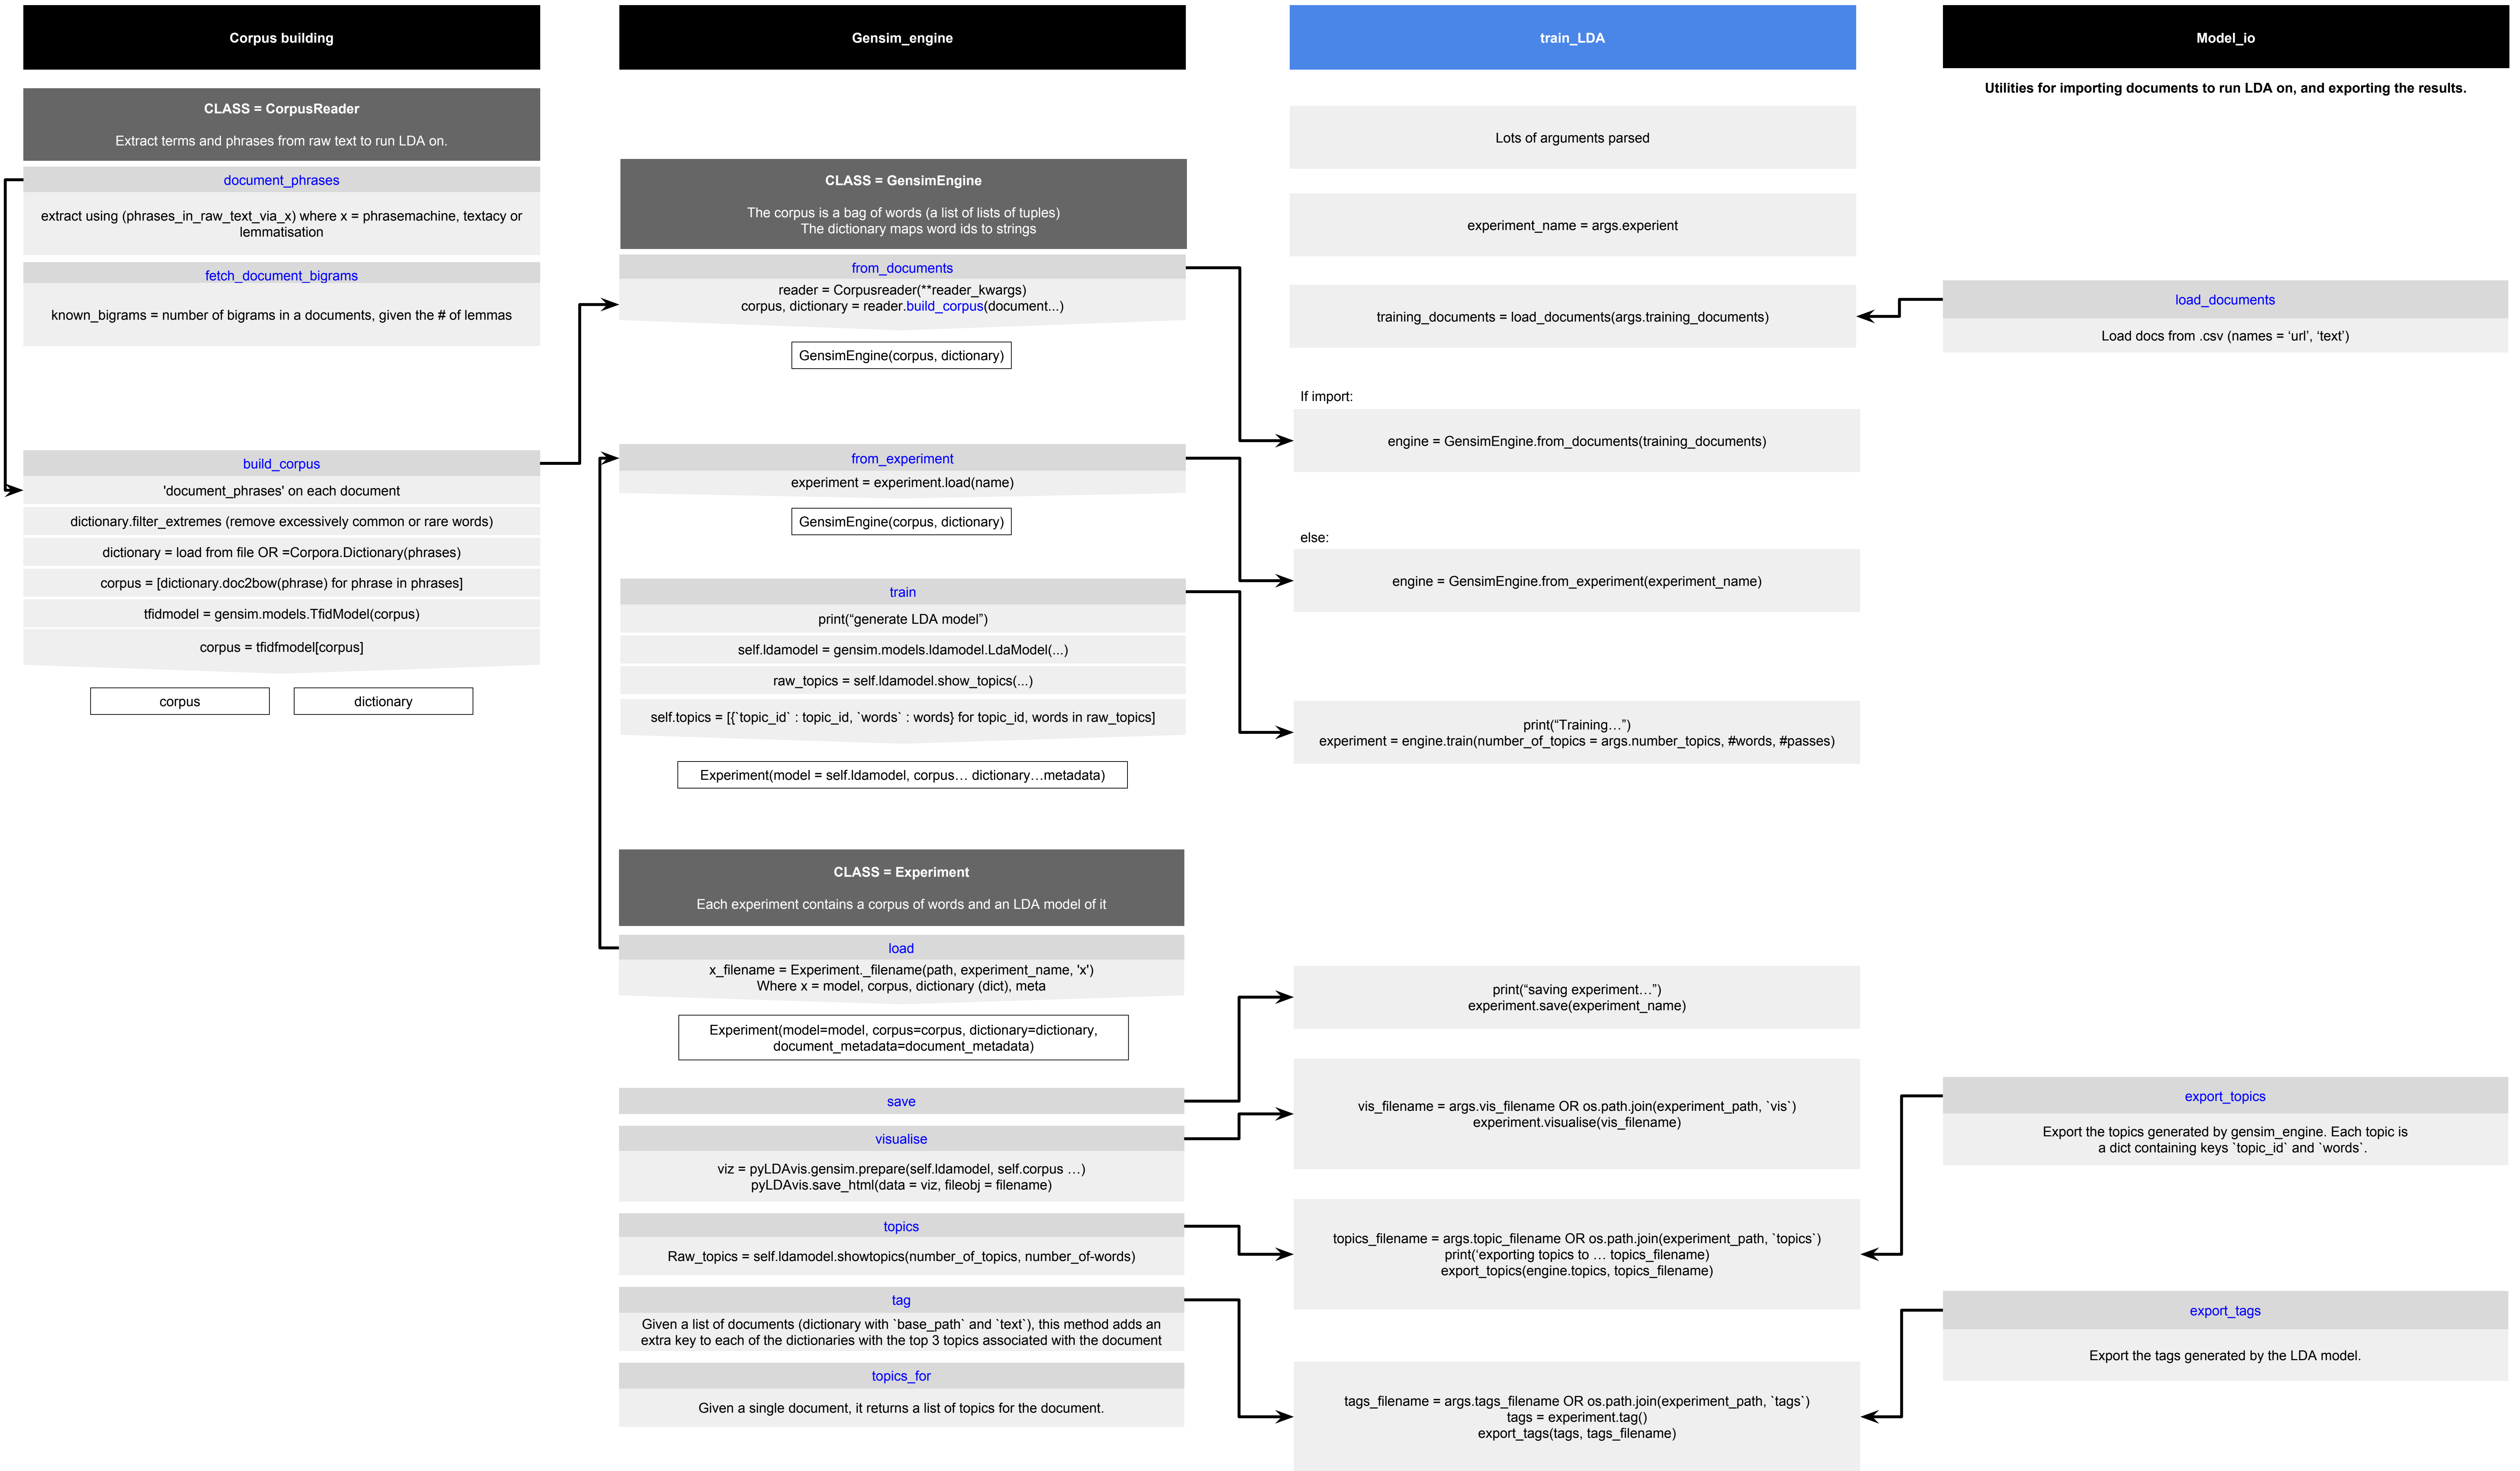 Corpus building
CLASS = CorpusReader
Extract terms and phrases from raw text to run LDA on.
document_phrases
extract using (phrases_in_raw_text_via_x) where x = phrasemachine, textacy or
lemmatisation
fetch_document_bigrams
known_bigrams = number of bigrams in a documents, given the # of lemmas
build_corpus
'document_phrases' on each document
dictionary.filter_extremes (remove excessively common or rare words)
dictionary = load from file OR =Corpora.Dictionary(phrases)
corpus = [dictionary.doc2bow(phrase) for phrase in phrases]
tfidmodel = gensim.models.TfidModel(corpus)
corpus = tfidfmodel[corpus]
corpus
dictionary
Gensim_engine
CLASS = GensimEngine
The corpus is a bag of words (a list of lists of tuples)
The dictionary maps word ids to strings
from_documents
reader = Corpusreader(**reader_kwargs)
corpus, dictionary = reader.build_corpus(document...)
GensimEngine(corpus, dictionary)
from_experiment
experiment = experiment.load(name)
GensimEngine(corpus, dictionary)
train
print(“generate LDA model”)
self.ldamodel = gensim.models.ldamodel.LdaModel(...)
raw_topics = self.ldamodel.show_topics(...)
self.topics = [{`topic_id` : topic_id, `words` : words} for topic_id, words in raw_topics]
Experiment(model = self.ldamodel, corpus… dictionary…metadata)
CLASS = Experiment
Each experiment contains a corpus of words and an LDA model of it
load
x_filename = Experiment._filename(path, experiment_name, 'x')
Where x = model, corpus, dictionary (dict), meta
Experiment(model=model, corpus=corpus, dictionary=dictionary,
document_metadata=document_metadata)
save
visualise
viz = pyLDAvis.gensim.prepare(self.ldamodel, self.corpus …)
pyLDAvis.save_html(data = viz, fileobj = filename)
topics
Raw_topics = self.ldamodel.showtopics(number_of_topics, number_of-words)
tag
Given a list of documents (dictionary with `base_path` and `text`), this method adds an
extra key to each of the dictionaries with the top 3 topics associated with the document
topics_for
Given a single document, it returns a list of topics for the document.
train_LDA
Lots of arguments parsed
experiment_name = args.experient
training_documents = load_documents(args.training_documents)
If import:
engine = GensimEngine.from_documents(training_documents)
else:
engine = GensimEngine.from_experiment(experiment_name)
print(“Training…”)
experiment = engine.train(number_of_topics = args.number_topics, #words, #passes)
print(“saving experiment…”)
experiment.save(experiment_name)
vis_filename = args.vis_filename OR os.path.join(experiment_path, `vis`)
experiment.visualise(vis_filename)
topics_filename = args.topic_filename OR os.path.join(experiment_path, `topics`)
print(‘exporting topics to … topics_filename)
export_topics(engine.topics, topics_filename)
tags_filename = args.tags_filename OR os.path.join(experiment_path, `tags`)
tags = experiment.tag()
export_tags(tags, tags_filename)
Model_io
Utilities for importing documents to run LDA on, and exporting the results.
load_documents
Load docs from .csv (names = ‘url’, ‘text’)
export_topics
Export the topics generated by gensim_engine. Each topic is
a dict containing keys `topic_id` and `words`.
export_tags
Export the tags generated by the LDA model.